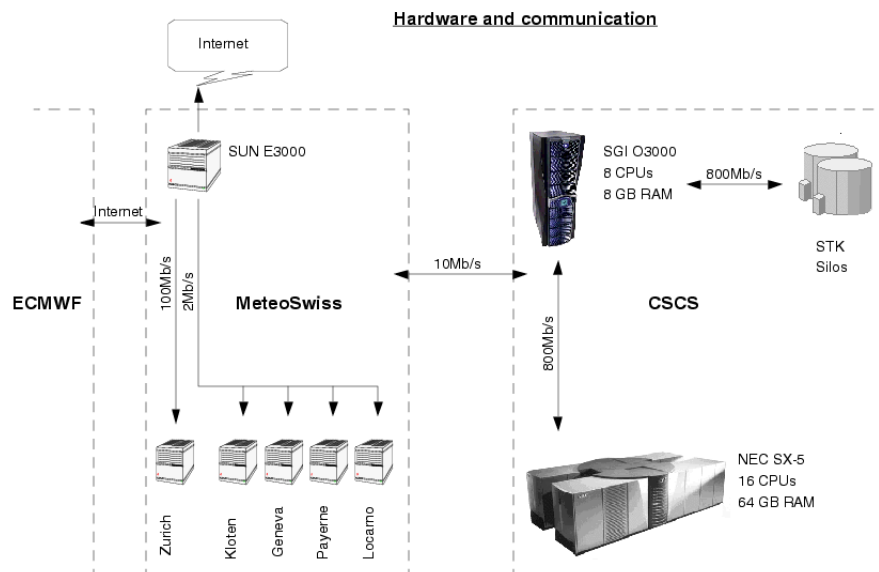 Hardware and communication
Internet
SUN E3000
SGI O3000
8 CPUs
8 GB RAM
800Mb/s
STK
Silos
Internet
100Mb/s
2Mb/s
10Mb/s
ECMWF
MeteoSwiss
CSCS
800Mb/s
NEC SX-5
16 CPUs
64 GB RAM
Zurich
Kloten
Geneva
Payerne
Locarno